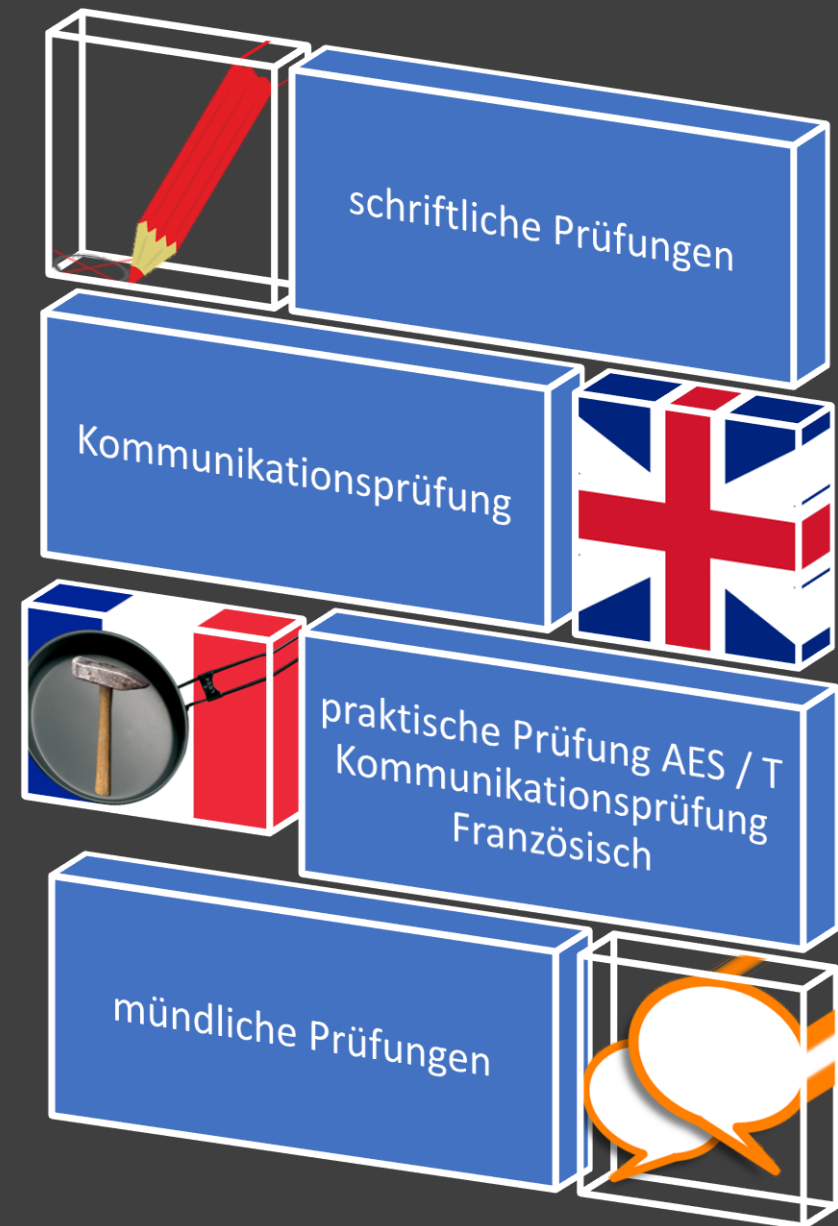 schriftliche Prüfungen
Kommunikationsprüfung
praktische Prüfung AES / T
Kommunikationsprüfung
Französisch
mündliche Prüfungen